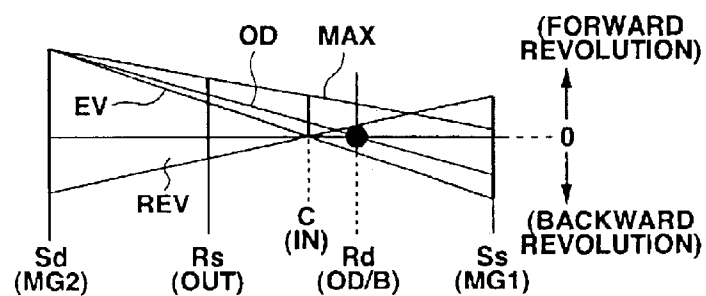 OD
MAX
(FORWARD
REVOLUTION)
EV
0
REV
C
(IN)
(BACKWARD
REVOLUTION)
Sd
(MG2)
Rs
(OUT)
Rd
(OD/B)
Ss
(MG1)